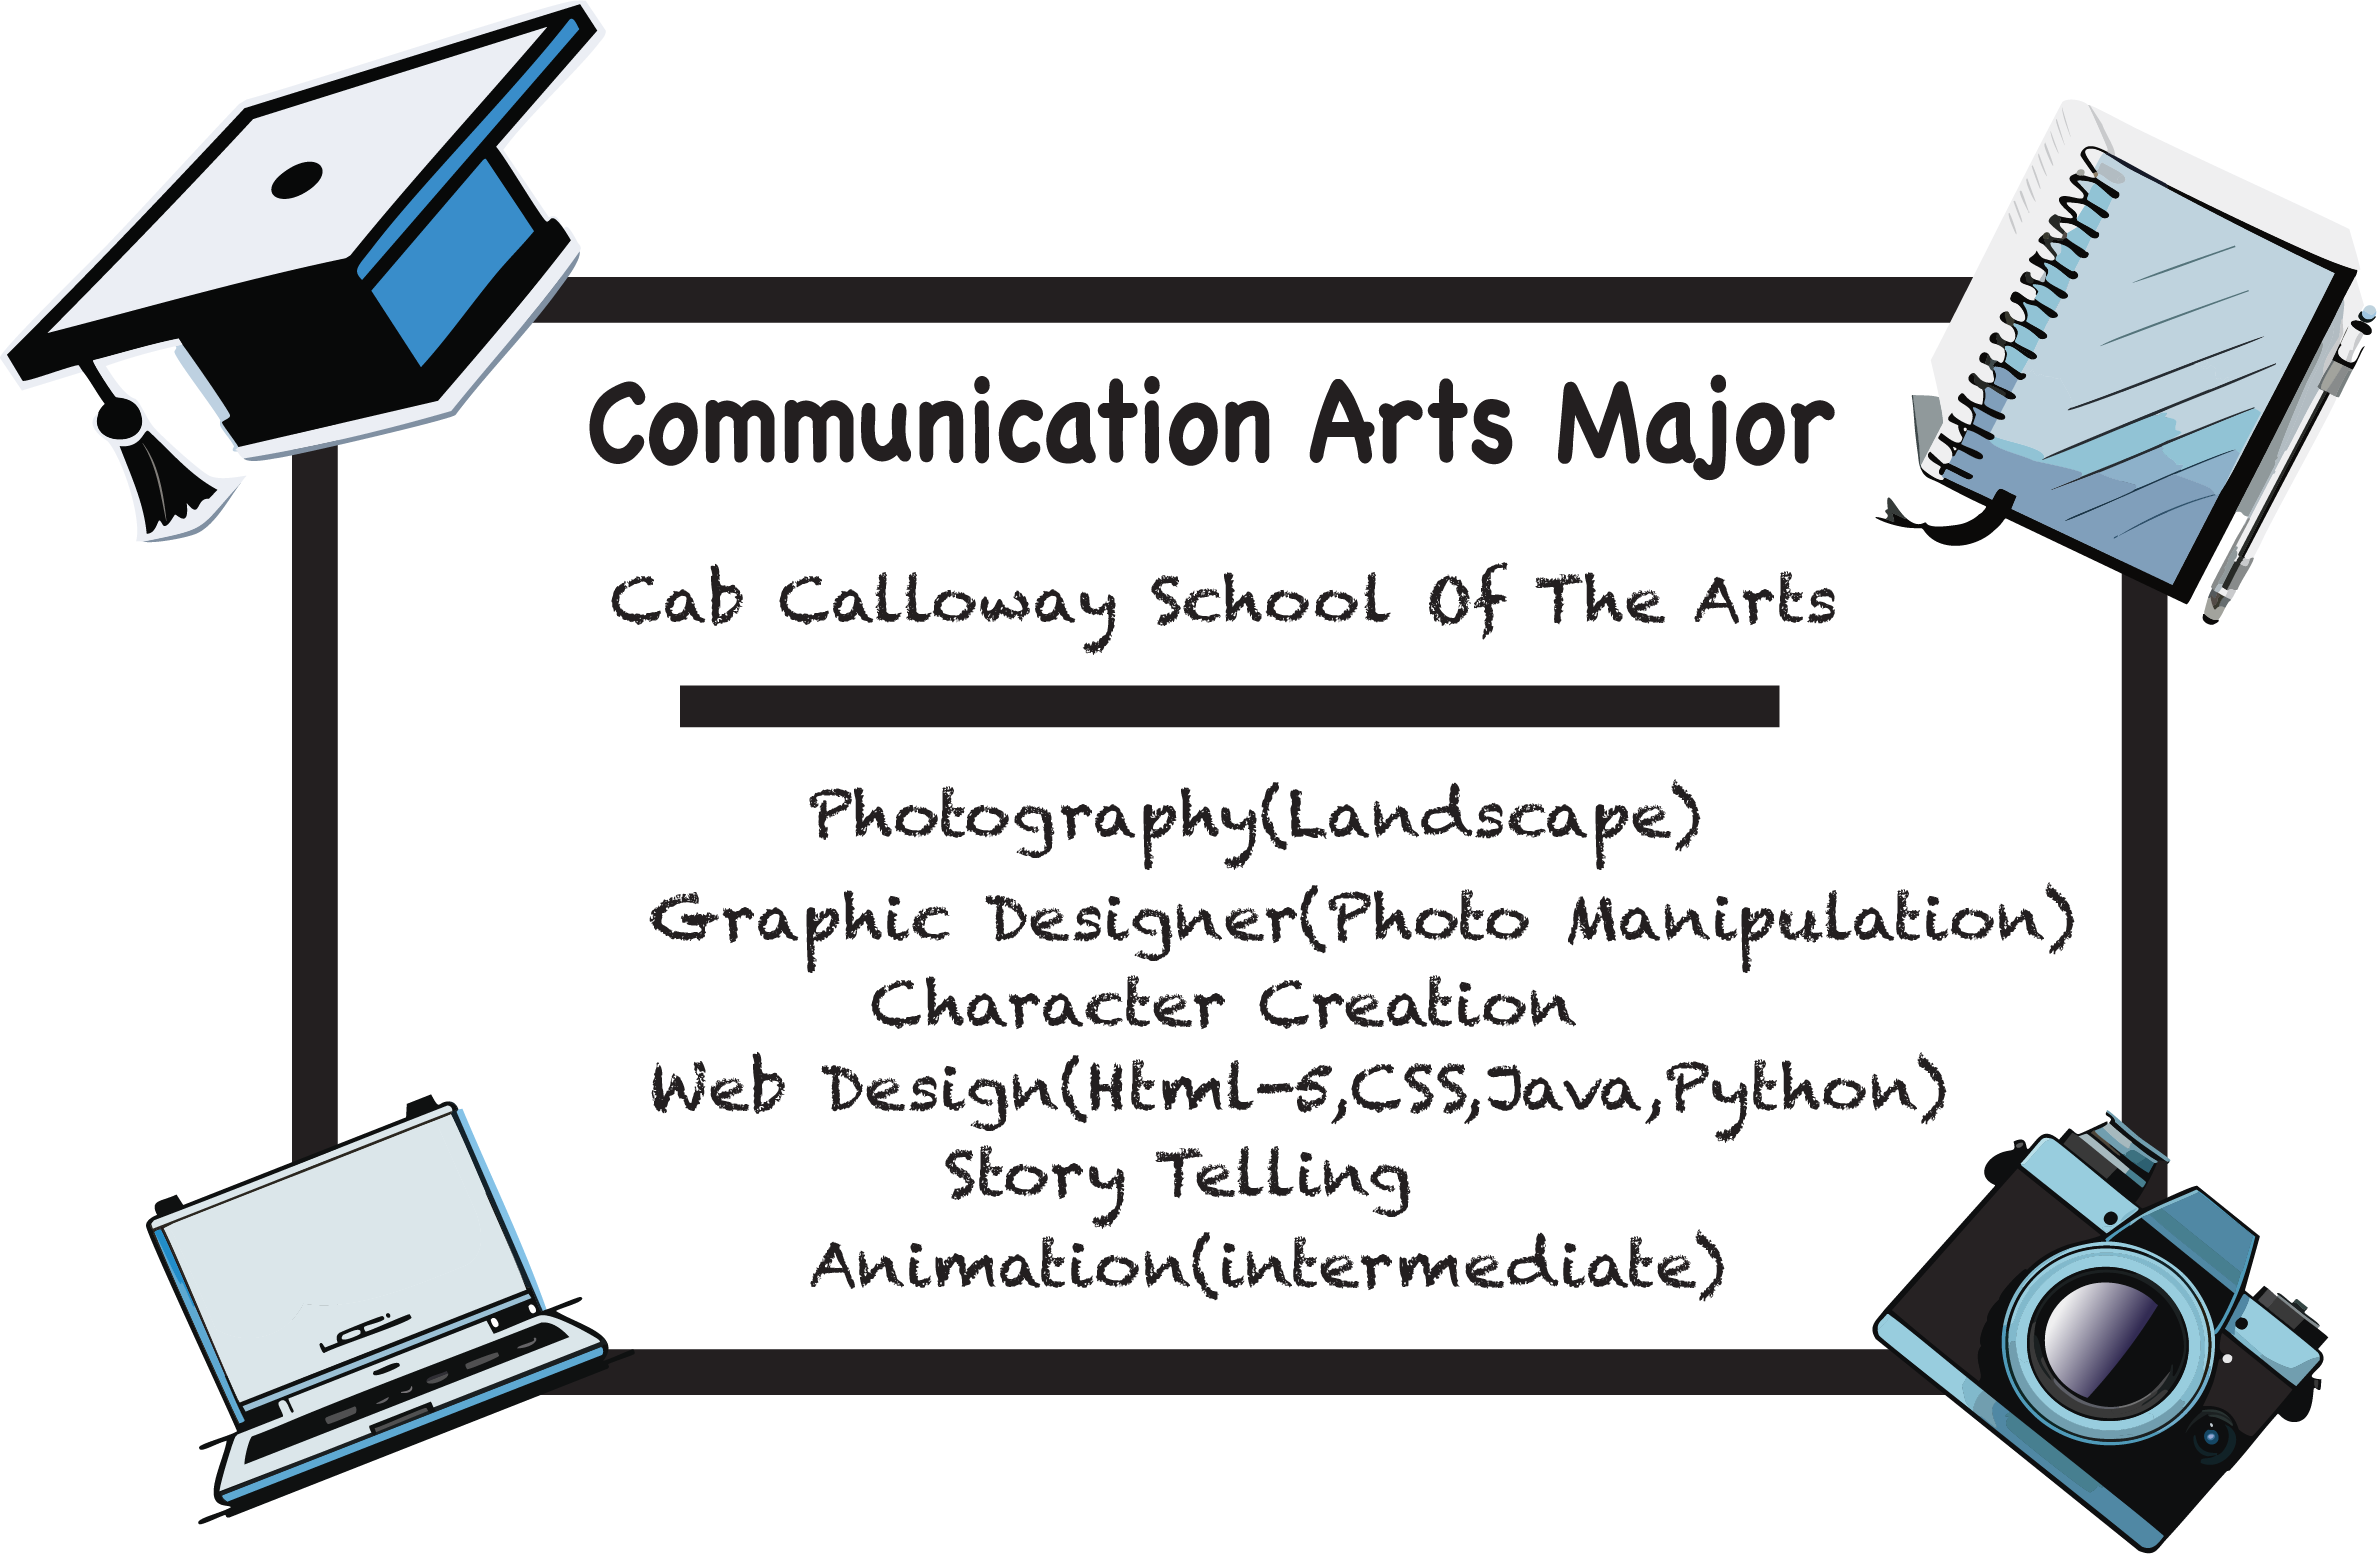 Communication Arts Major
Cab Calloway School Of The Arts
Photography(Landscape)
Graphic Designer(Photo Manipulation)
Character Creation
Web Design(Html-5,CSS,Java,Python)
Story Telling
Animation(intermediate)